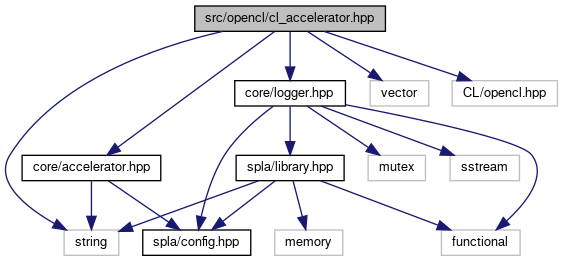 src/opencl/cl_accelerator.hpp
core/logger.hpp
vector
CL/opencl.hpp
core/accelerator.hpp
spla/library.hpp
mutex
sstream
string
spla/config.hpp
memory
functional